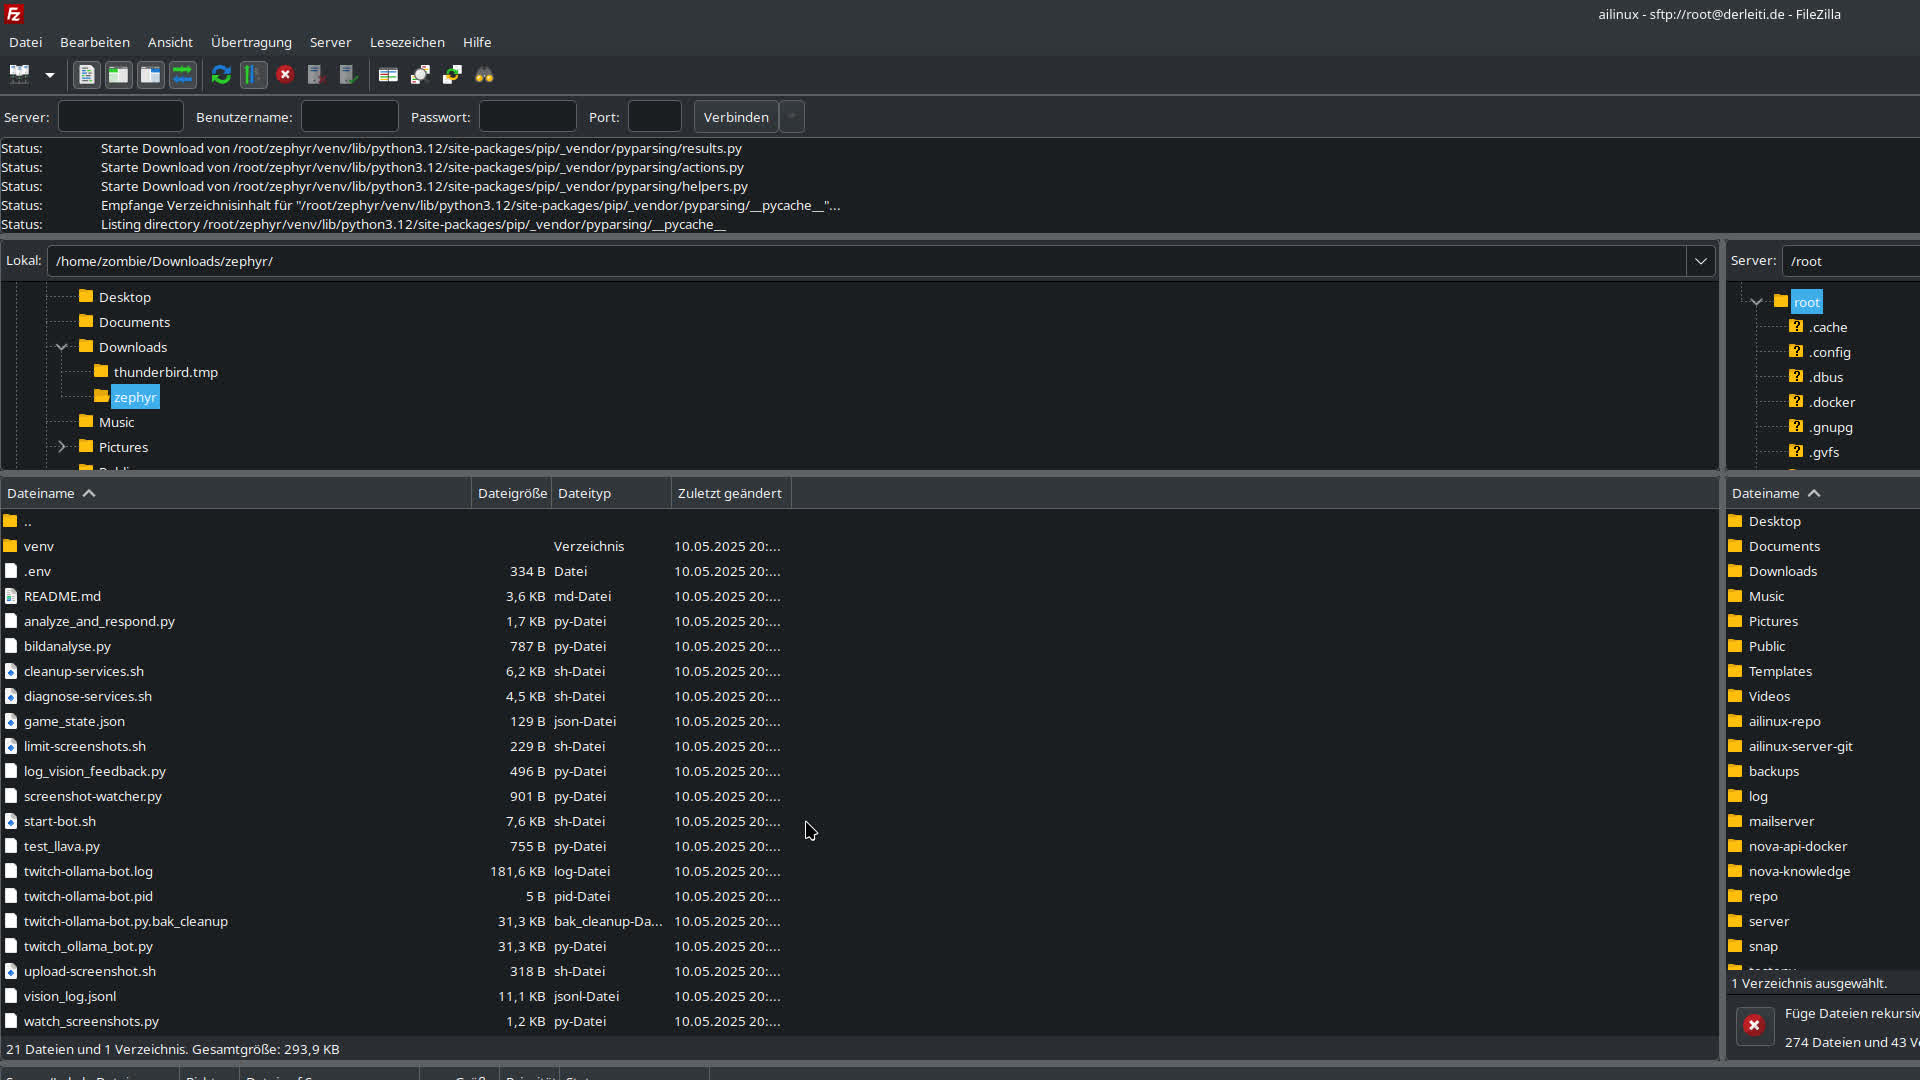 ailinux - sftp://root@derleiti.de - FileZilla
Datei Bearbeiten Ansicht Übertragung Server Lesezeichen Hilfe
Server: Benutzername: Passwort: Port: Verbinden
Status: Starte Download von /root/zephyr/venv/lib/python3.12/site-packages/pip/_vendor/pyparsing/results.py
Status: Starte Download von /root/zephyr/venv/lib/python3.12/site-packages/pip/_vendor/pyparsing/actions.py
Status: Starte Download von /root/zephyr/venv/lib/python3.12/site-packages/pip/_vendor/pyparsing/helpers.py
Status: Empfange Verzeichnisinhalt für "/root/zephyr/venv/lib/python3.12/site-packages/pip/_vendor/pyparsing/__pycache__"...
Status: Listing directory /root/zephyr/venv/lib/python3.12/site-packages/pip/_vendor/pyparsing/__pycache__
Lokal: /home/zombie/Downloads/zephyr/
Desktop
Documents
Downloads
thunderbird.tmp
zephyr
Music
Pictures
Dateiname Dateigröße Dateityp Zuletzt geändert
..
venv Verzeichnis 10.05.2025 20:...
.env 334 B Datei 10.05.2025 20:...
README.md 3,6 KB md-Datei 10.05.2025 20:...
analyze_and_respond.py 1,7 KB py-Datei 10.05.2025 20:...
bildanalyse.py 787 B py-Datei 10.05.2025 20:...
cleanup-services.sh 6,2 KB sh-Datei 10.05.2025 20:...
diagnose-services.sh 4,5 KB sh-Datei 10.05.2025 20:...
game_state.json 129 B json-Datei 10.05.2025 20:...
limit-screenshots.sh 229 B sh-Datei 10.05.2025 20:...
log_vision_feedback.py 496 B py-Datei 10.05.2025 20:...
screenshot-watcher.py 901 B py-Datei 10.05.2025 20:...
start-bot.sh 7,6 KB sh-Datei 10.05.2025 20:...
test_llava.py 755 B py-Datei 10.05.2025 20:...
twitch-ollama-bot.log 181,6 KB log-Datei 10.05.2025 20:...
twitch-ollama-bot.pid 5 B pid-Datei 10.05.2025 20:...
twitch-ollama-bot.py.bak_cleanup 31,3 KB bak_cleanup-Da... 10.05.2025 20:...
twitch_ollama_bot.py 31,3 KB py-Datei 10.05.2025 20:...
upload-screenshot.sh 318 B sh-Datei 10.05.2025 20:...
vision_log.jsonl 11,1 KB jsonl-Datei 10.05.2025 20:...
watch_screenshots.py 1,2 KB py-Datei 10.05.2025 20:...
21 Dateien und 1 Verzeichnis. Gesamtgröße: 293,9 KB
Server: /root
root
.cache
.config
.dbus
.docker
.gnupg
.gvfs
Dateiname
Desktop
Documents
Downloads
Music
Pictures
Public
Templates
Videos
ailinux-repo
ailinux-server-git
backups
log
mailserver
nova-api-docker
nova-knowledge
repo
server
snap
1 Verzeichnis ausgewählt.
Füge Dateien
274 Dateien und 43